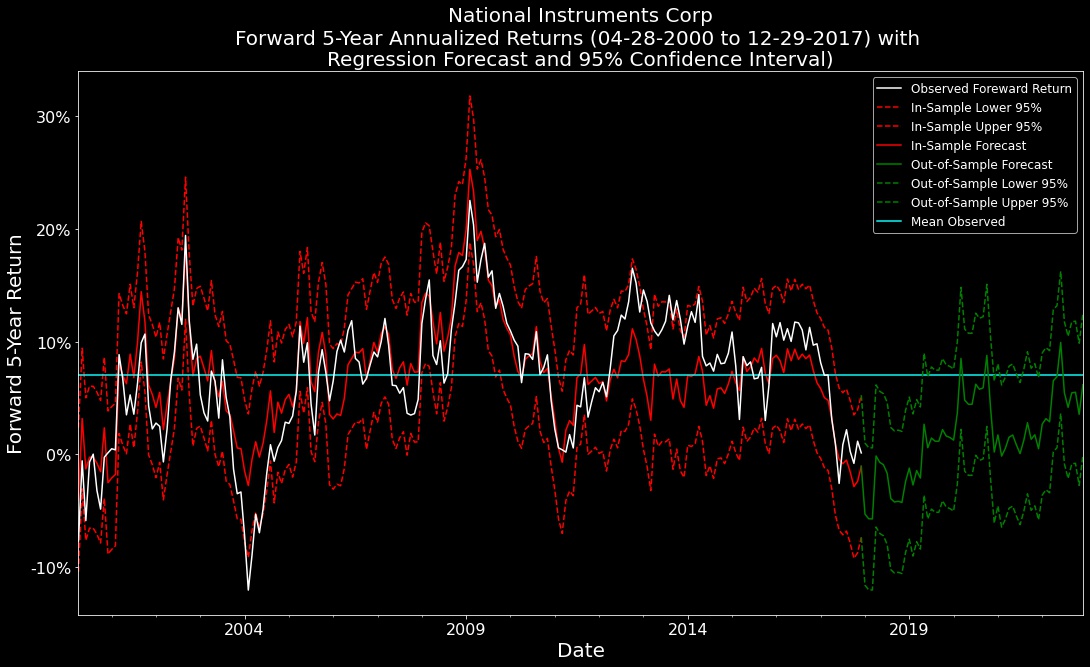 National Instruments Corp
Forward 5-Year Annualized Returns (04-28-2000 to 12-29-2017) with
Regression Forecast and 95% Confidence Interval)
Observed Foreward Return
In-Sample Lower 95%
In-Sample Upper 95%
In-Sample Forecast
Out-of-Sample Forecast
Out-of-Sample Lower 95%
Out-of-Sample Upper 95%
Mean Observed
Forward 5-Year Return
30%
20%
10%
0%
-10%
2004
2009
2014
2019
Date